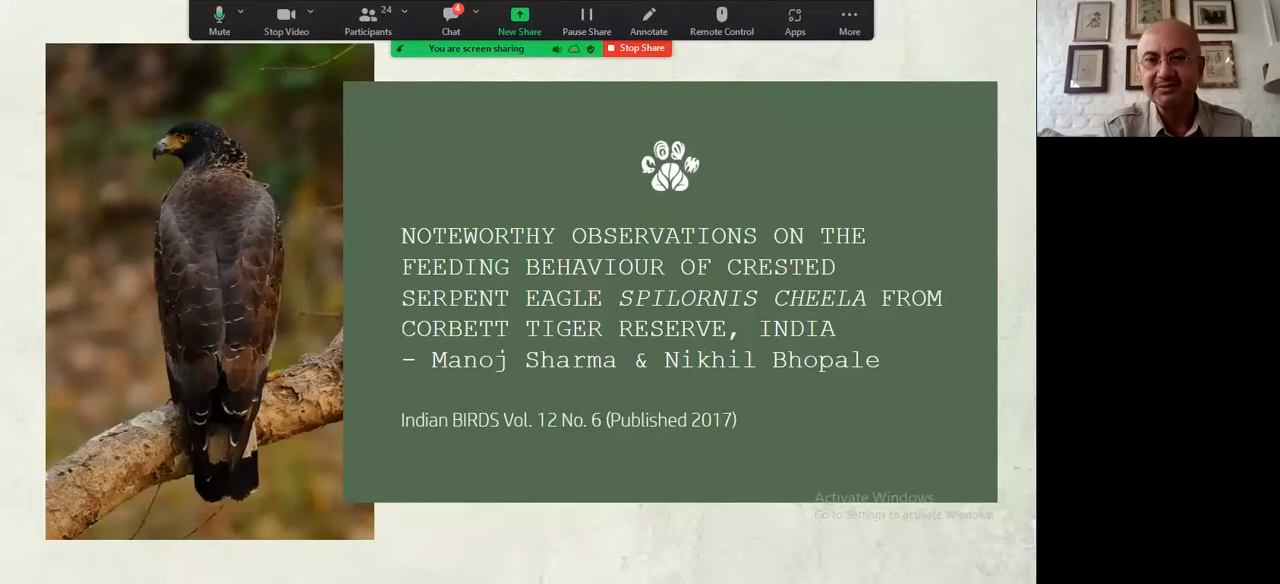 4
24
Mute
Stop Video
Participants
Chat
New Share
Pause Share
Annotate
Remote Control
Apps
More
You are screen sharing
Stop Share
NOTEWORTHY OBSERVATIONS ON THE
FEEDING BEHAVIOUR OF CRESTED
SERPENT EAGLE SPILORNIS CHEELA FROM
CORBETT TIGER RESERVE, INDIA
– Manoj Sharma & Nikhil Bhopale
Indian BIRDS Vol. 12 No. 6 (Published 2017)
Activate Windows
Go to Settings to activate Windows.